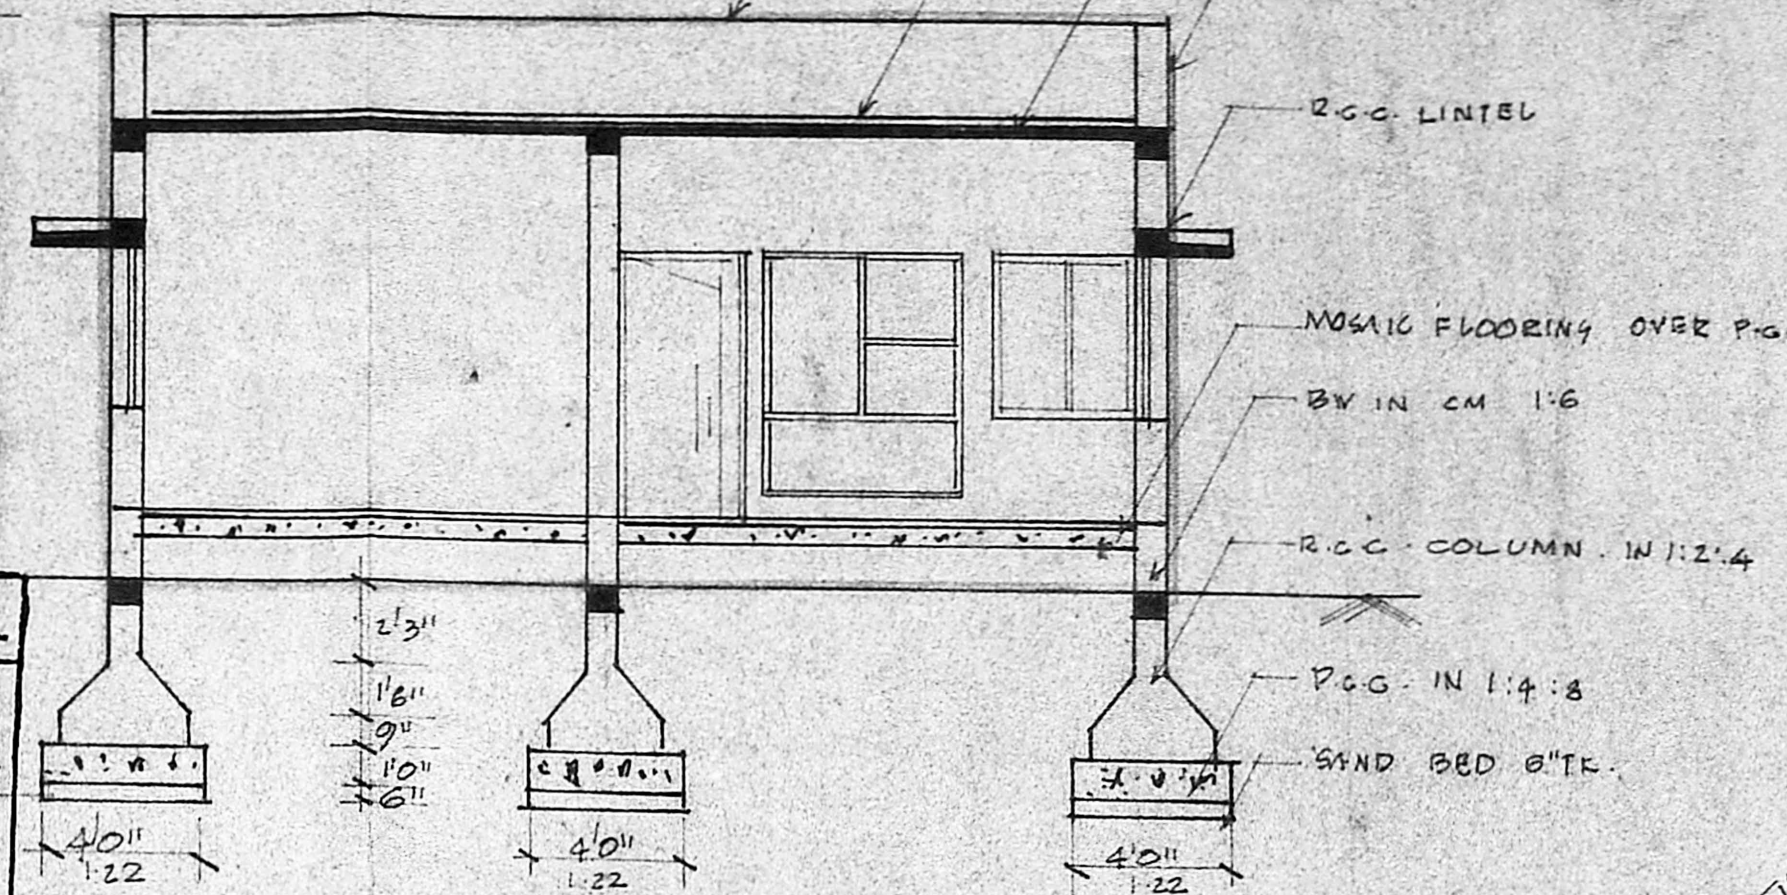 R.C.C. LINTEL
MOSAIC FLOORING OVER P.C
BW IN CM 1:6
R.C.C. COLUMN. IN 1:2:4
2'3"
1'6"
P.C.C. IN 1:4:8
9"
1'0"
SAND BED 6"TK.
6"
4'0"
1.22
4'0"
1.22
4'0"
1.22